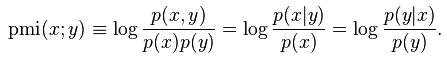 pmi(x; y) ≡ log p(x, y) / p(x)p(y) = log p(x|y) / p(x) = log p(y|x) / p(y).